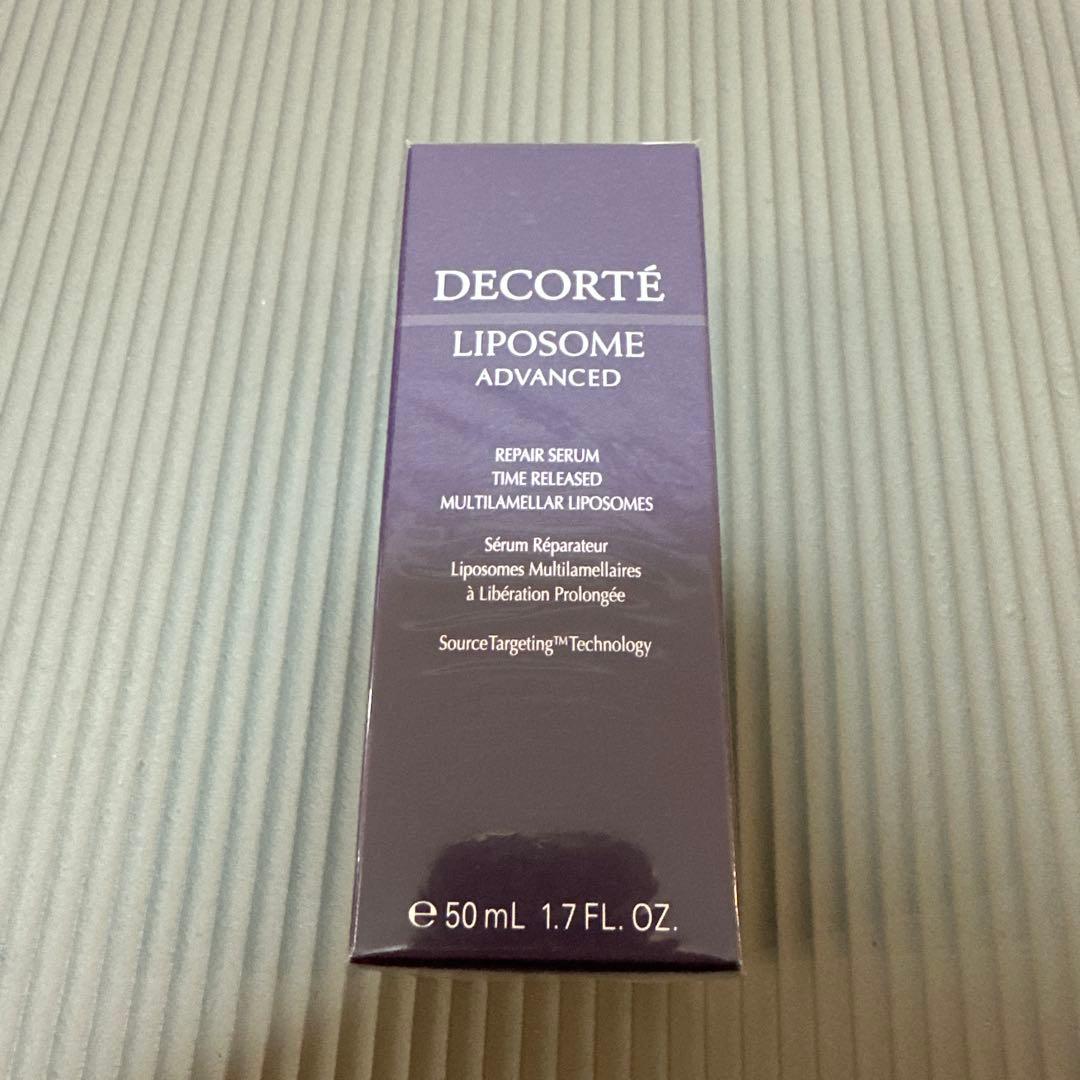 DECORTÉ
LIPOSOME
ADVANCED
REPAIR SERUM
TIME RELEASED
MULTILAMELLAR LIPOSOMES
Sérum Réparateur
Liposomes Multilamellaires
à Libération Prolongée
SourceTargeting™Technology
℮50 mL 1.7 FL. OZ.